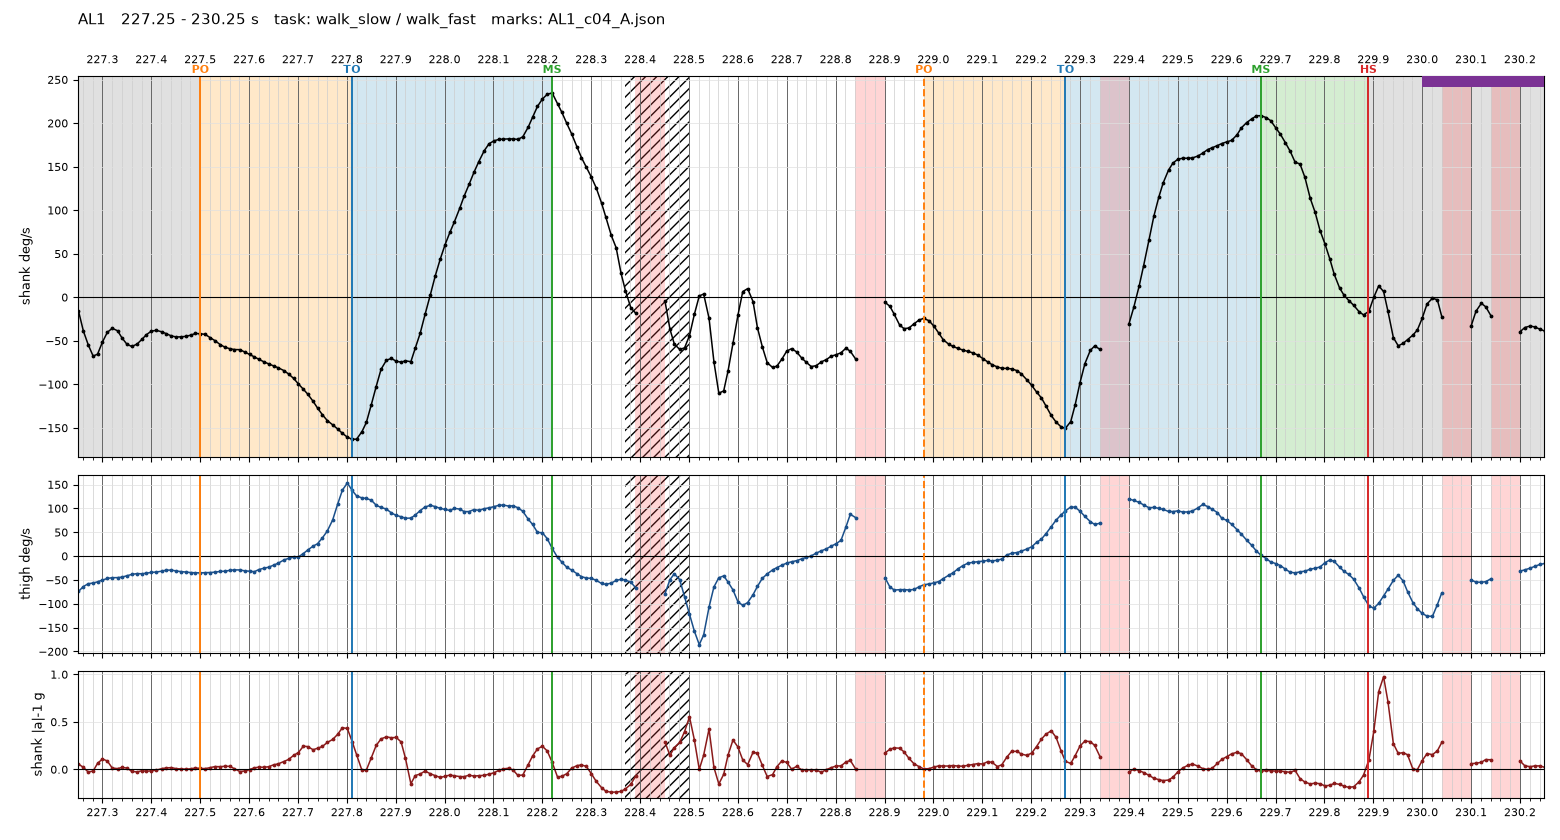 AL1   227.25 - 230.25 s   task: walk_slow / walk_fast   marks: AL1_c04_A.json
227.3 227.4 227.5 227.6 227.7 227.8 227.9 228.0 228.1 228.2 228.3 228.4 228.5 228.6 228.7 228.8 228.9 229.0 229.1 229.2 229.3 229.4 229.5 229.6 229.7 229.8 229.9 230.0 230.1 230.2
PO TO MS PO TO MS HS
250
200
150
100
50
0
−50
−100
−150
shank deg/s
150
100
50
0
−50
−100
−150
−200
thigh deg/s
1.0
0.5
0.0
shank |a|-1 g
227.3 227.4 227.5 227.6 227.7 227.8 227.9 228.0 228.1 228.2 228.3 228.4 228.5 228.6 228.7 228.8 228.9 229.0 229.1 229.2 229.3 229.4 229.5 229.6 229.7 229.8 229.9 230.0 230.1 230.2